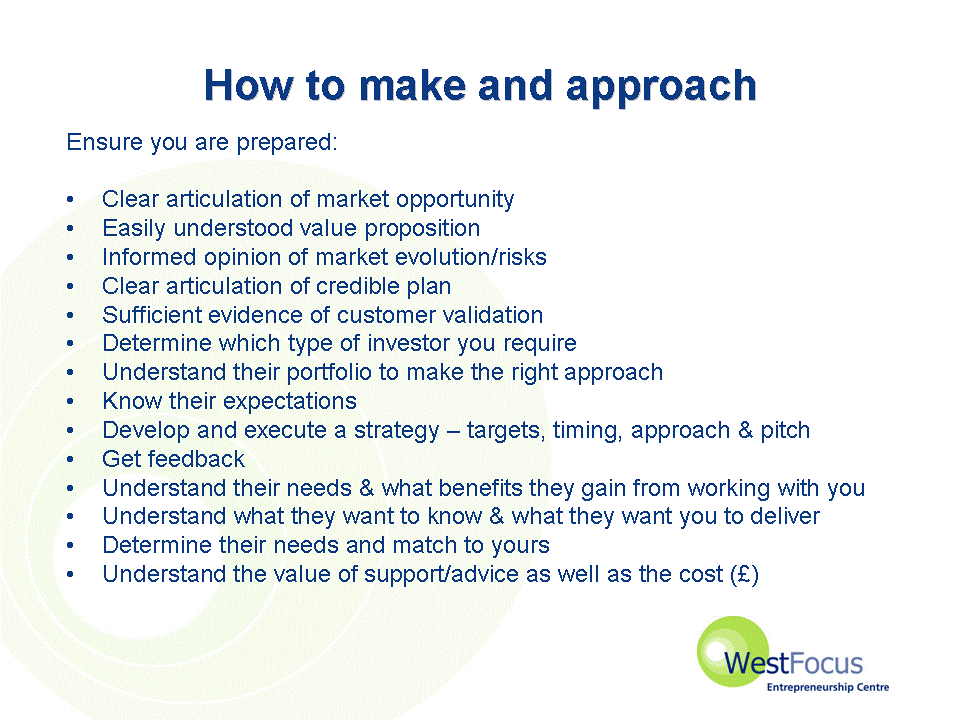 How to make and approach
Ensure you are prepared:
• Clear articulation of market opportunity
• Easily understood value proposition
• Informed opinion of market evolution/risks
• Clear articulation of credible plan
• Sufficient evidence of customer validation
• Determine which type of investor you require
• Understand their portfolio to make the right approach
• Know their expectations
• Develop and execute a strategy – targets, timing, approach & pitch
• Get feedback
• Understand their needs & what benefits they gain from working with you
• Understand what they want to know & what they want you to deliver
• Determine their needs and match to yours
• Understand the value of support/advice as well as the cost (£)
WestFocus
Entrepreneurship Centre